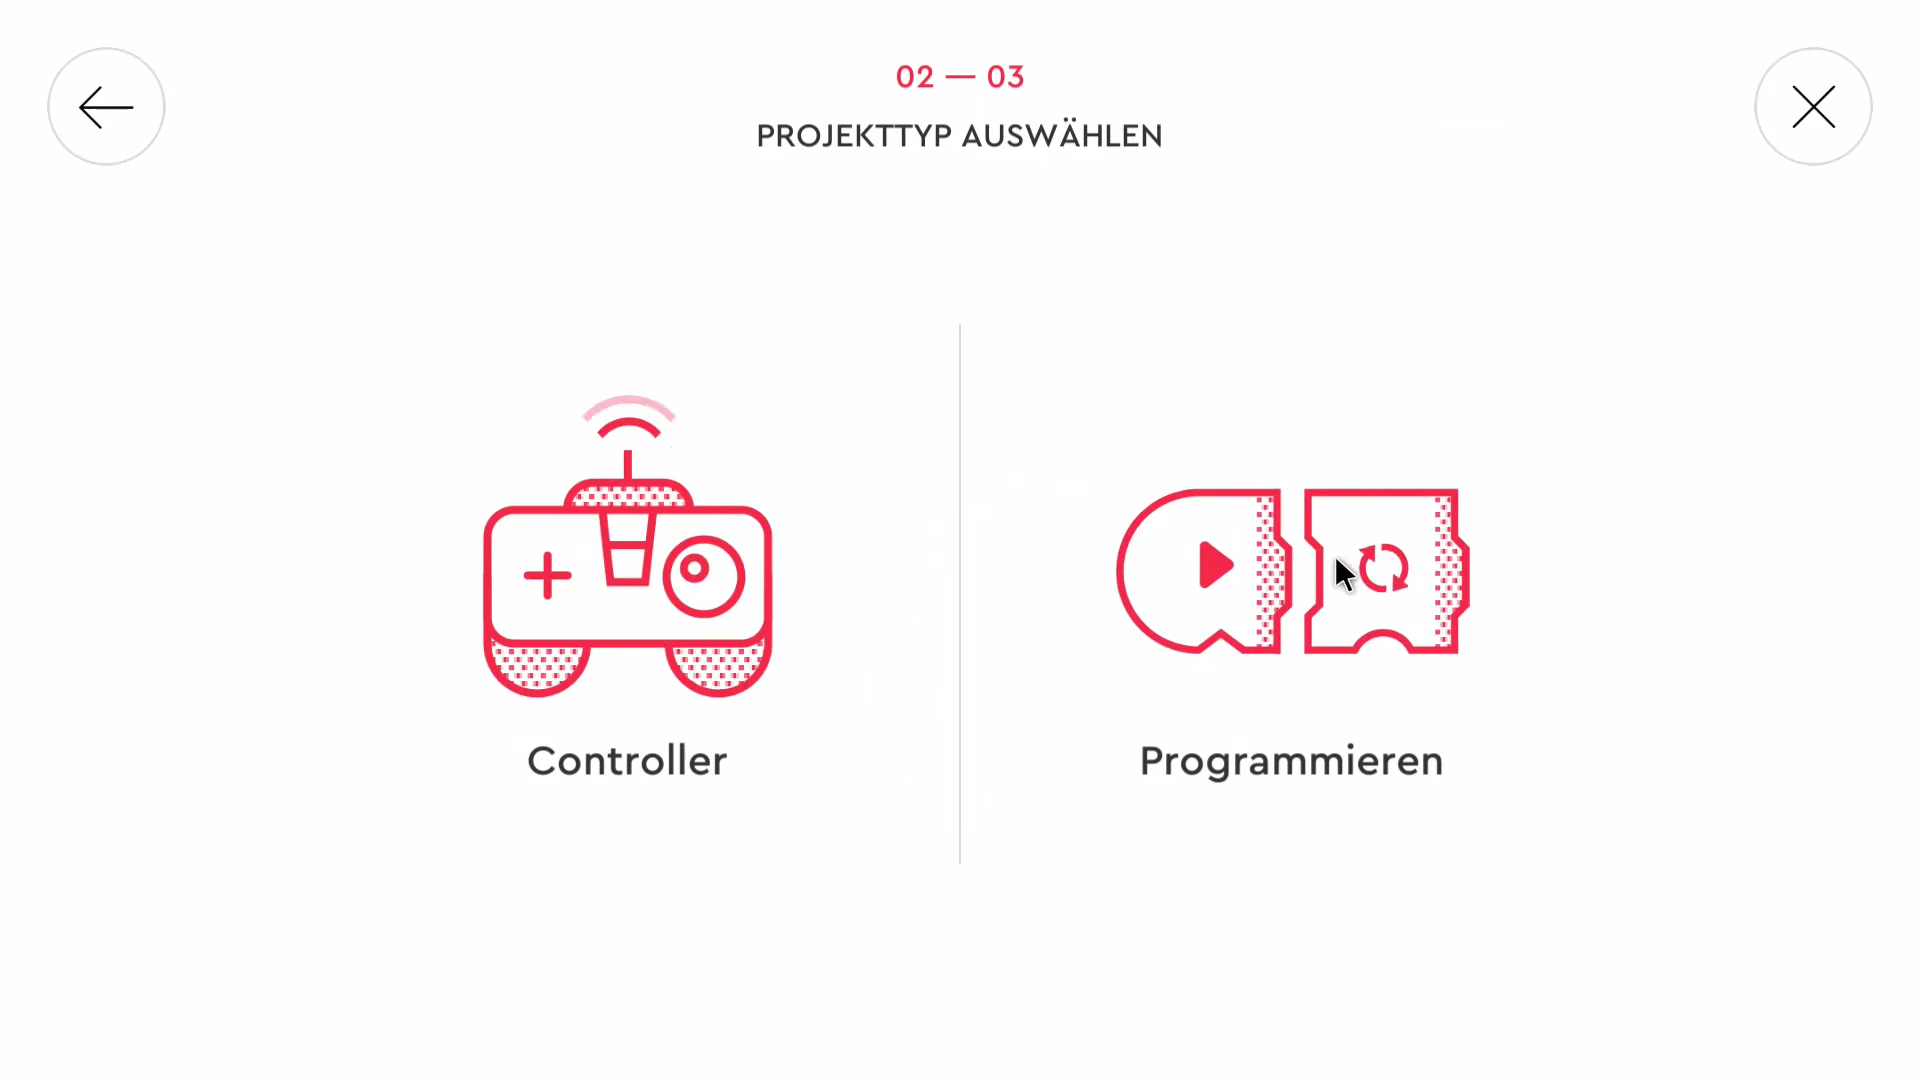 02 — 03
PROJEKTTYP AUSWÄHLEN
Controller
Programmieren